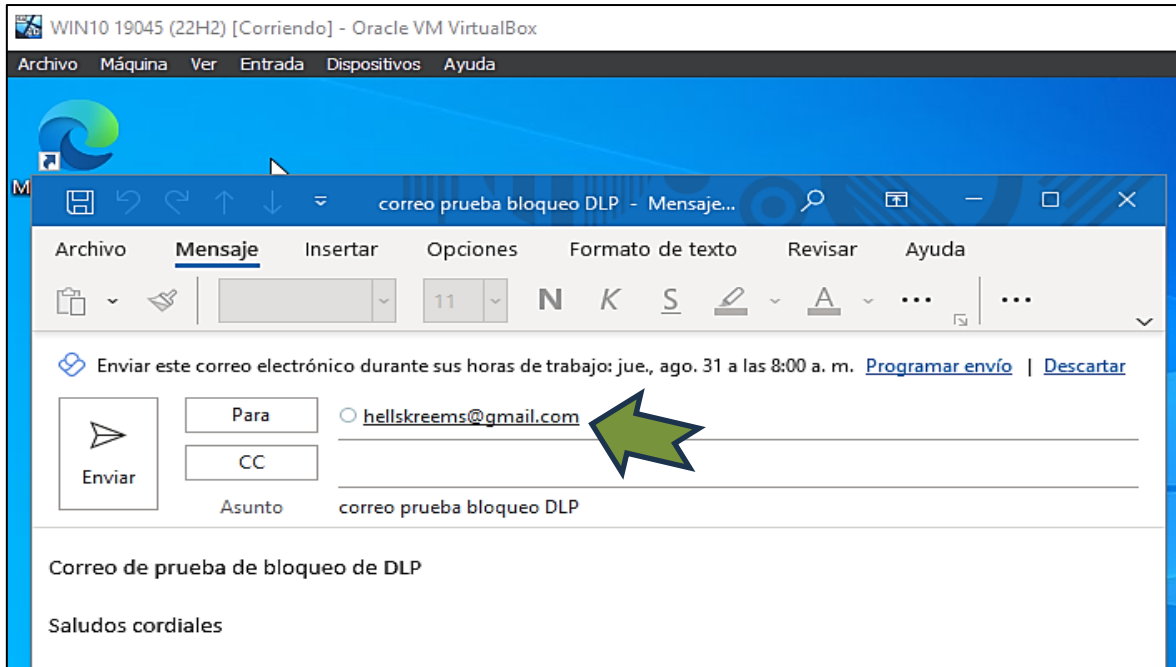 WIN10 19045 (22H2) [Corriendo] - Oracle VM VirtualBox
Archivo Máquina Ver Entrada Dispositivos Ayuda
M
correo prueba bloqueo DLP - Mensaje...
Archivo Mensaje Insertar Opciones Formato de texto Revisar Ayuda
11 N K S A
Enviar este correo electrónico durante sus horas de trabajo: jue., ago. 31 a las 8:00 a. m. Programar envío | Descartar
Para hellskreems@gmail.com
CC
Enviar
Asunto correo prueba bloqueo DLP
Correo de prueba de bloqueo de DLP
Saludos cordiales